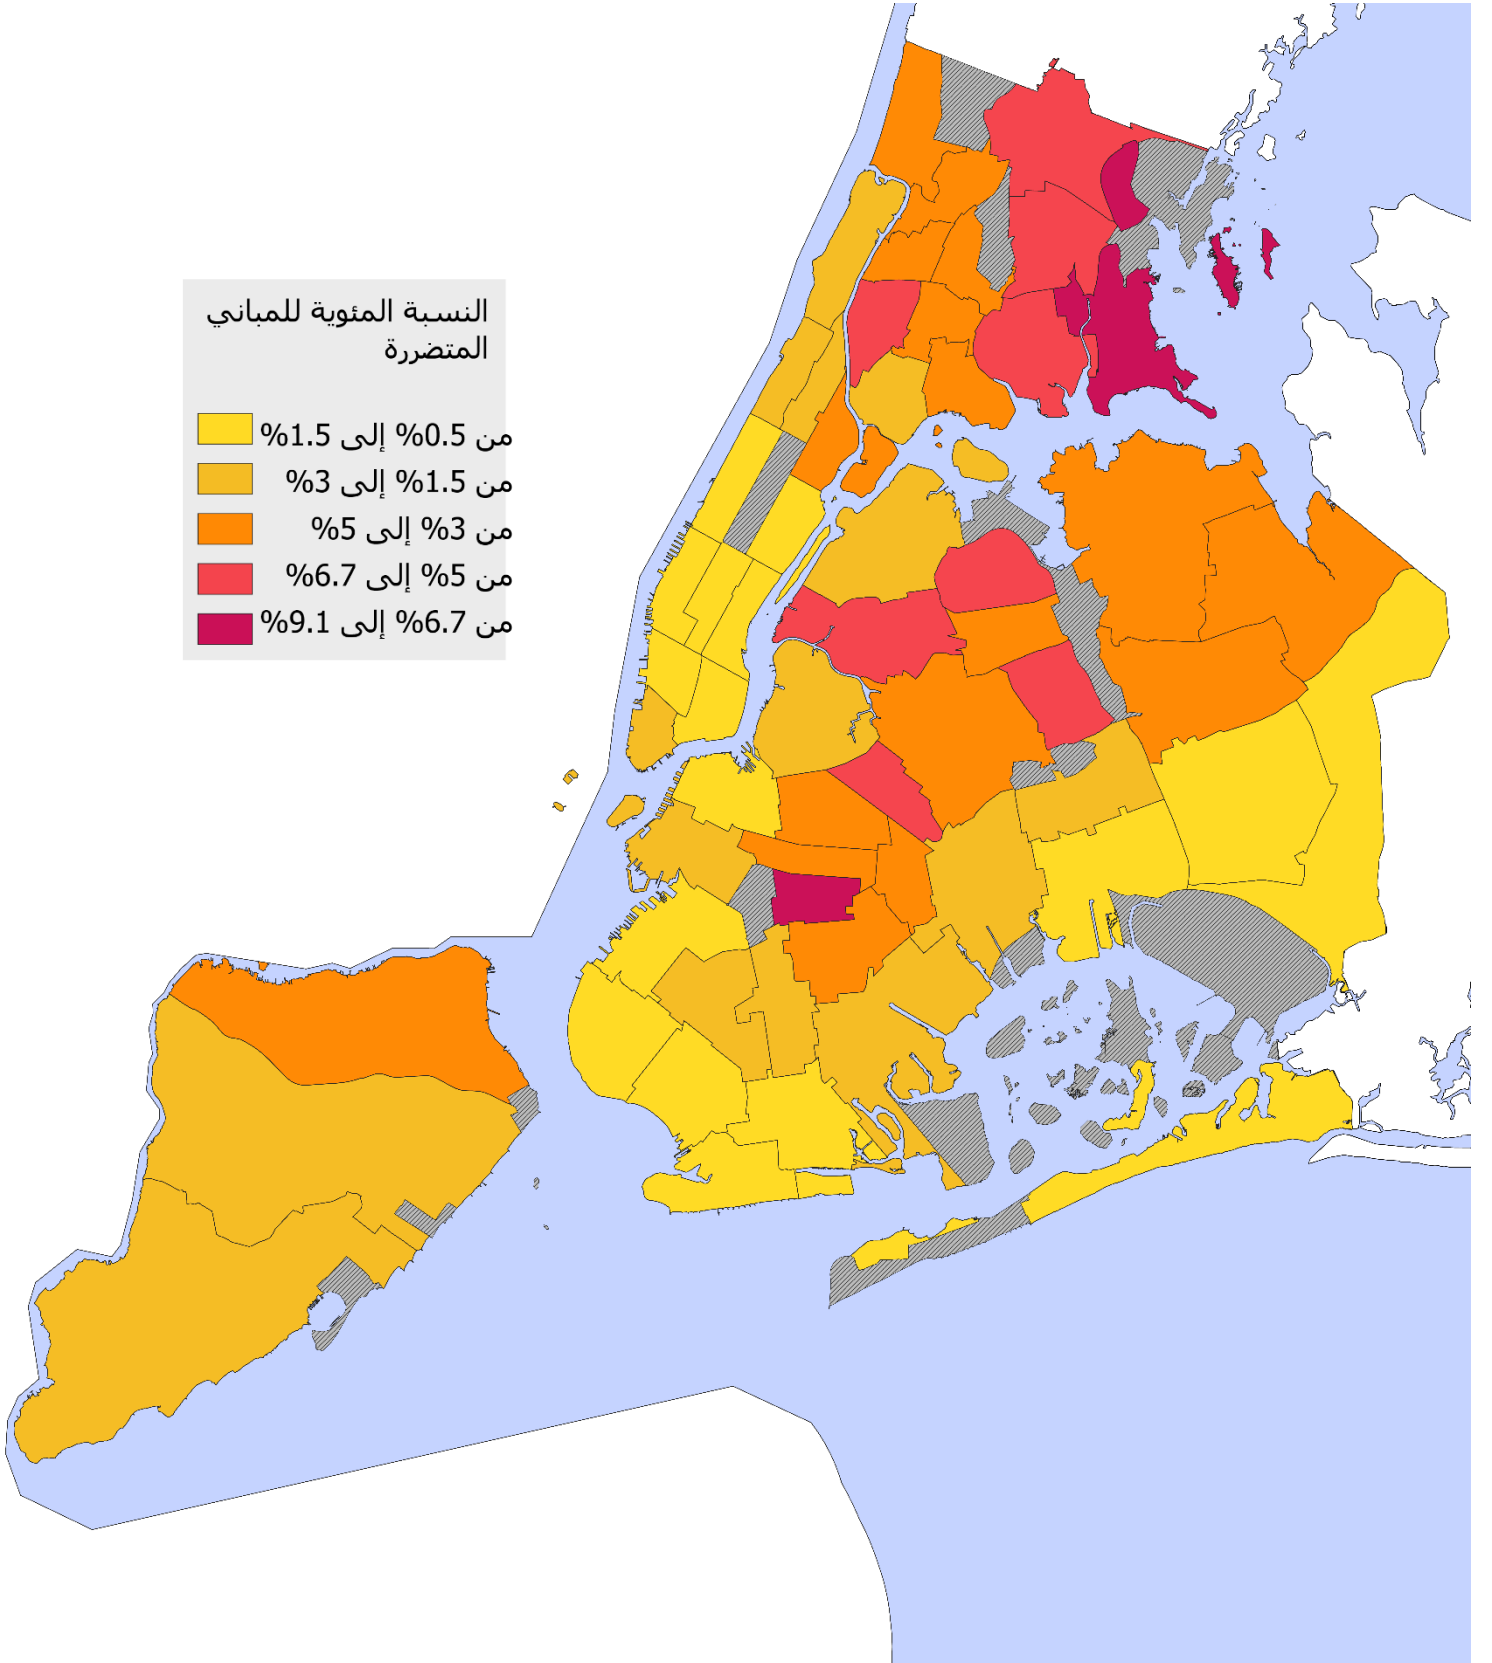 النسبة المئوية للمباني
المتضررة
من 0.5% إلى 1.5%
من 1.5% إلى 3%
من 3% إلى 5%
من 5% إلى 6.7%
من 6.7% إلى 9.1%